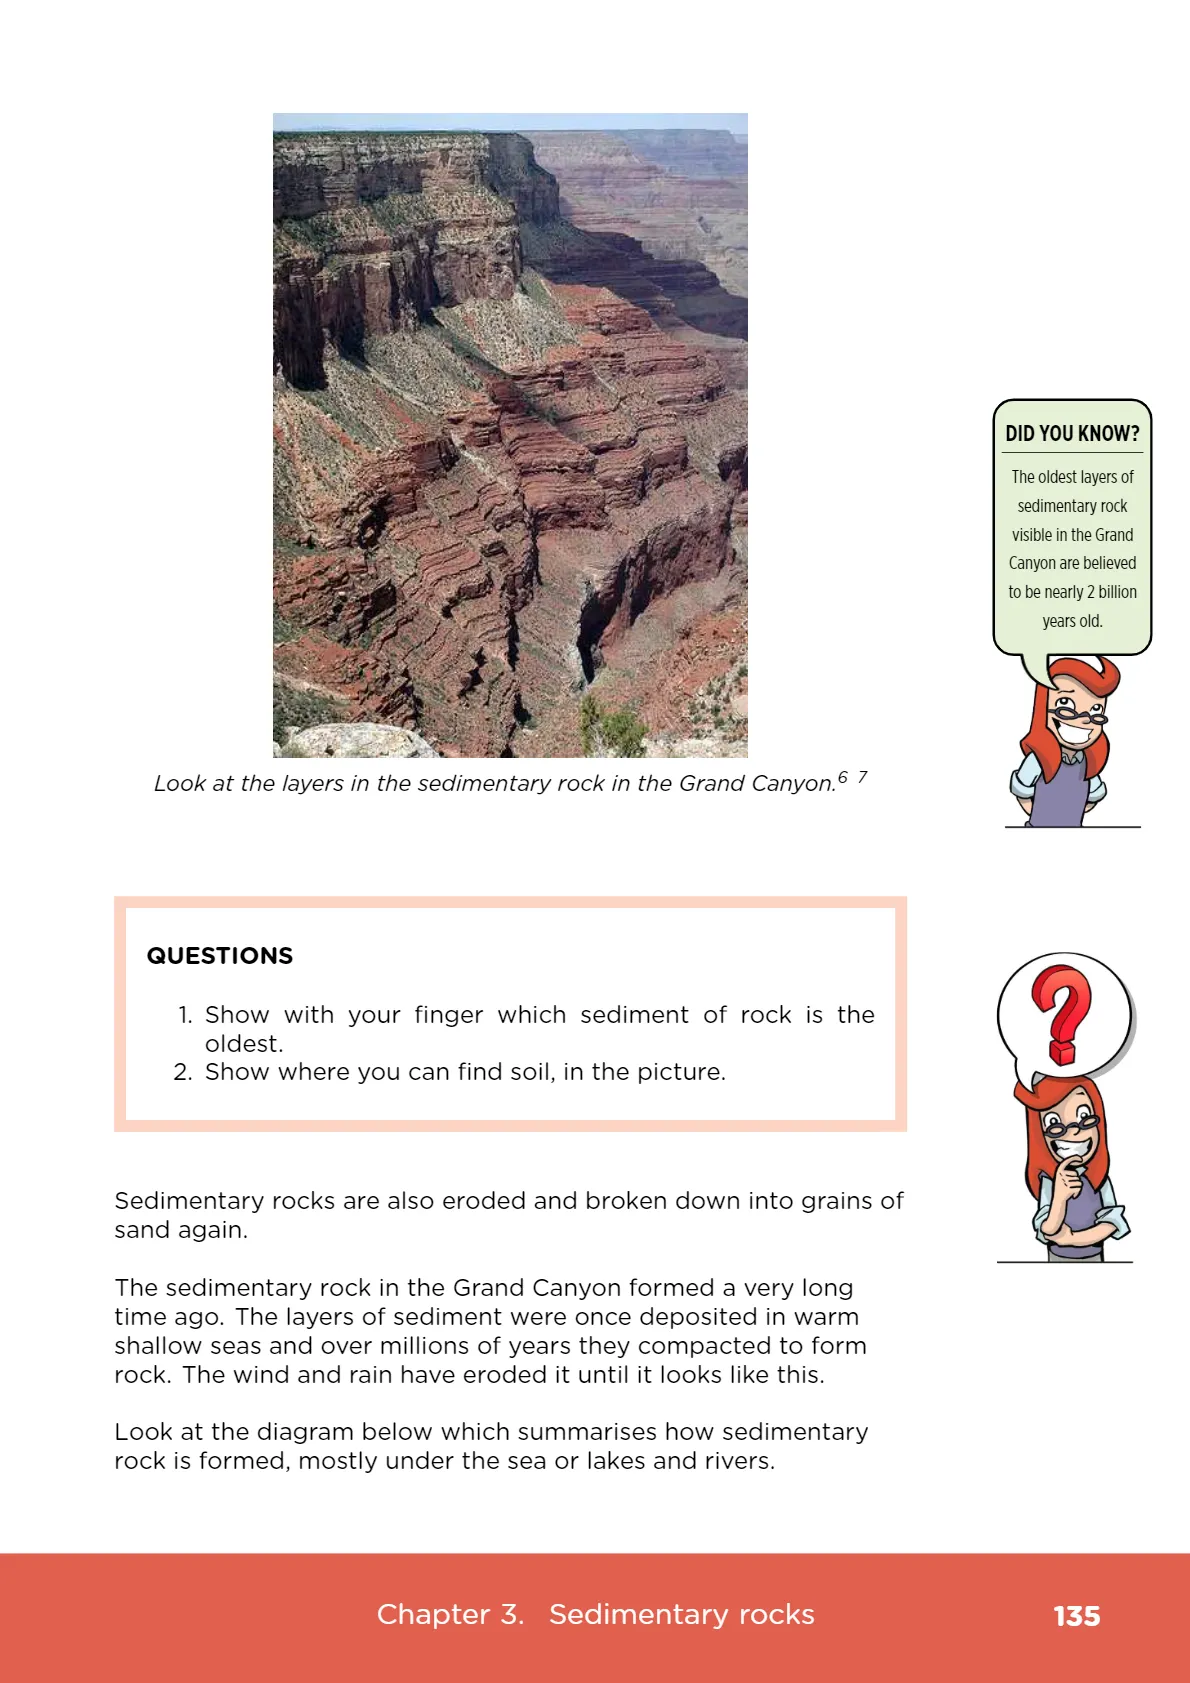 DID YOU KNOW?
The oldest layers of
sedimentary rock
visible in the Grand
Canyon are believed
to be nearly 2 billion
years old.
Look at the layers in the sedimentary rock in the Grand Canyon.6 7
QUESTIONS
1. Show with your finger which sediment of rock is the
oldest.
2. Show where you can find soil, in the picture.
Sedimentary rocks are also eroded and broken down into grains of
sand again.
The sedimentary rock in the Grand Canyon formed a very long
time ago. The layers of sediment were once deposited in warm
shallow seas and over millions of years they compacted to form
rock. The wind and rain have eroded it until it looks like this.
Look at the diagram below which summarises how sedimentary
rock is formed, mostly under the sea or lakes and rivers.
Chapter 3. Sedimentary rocks 135